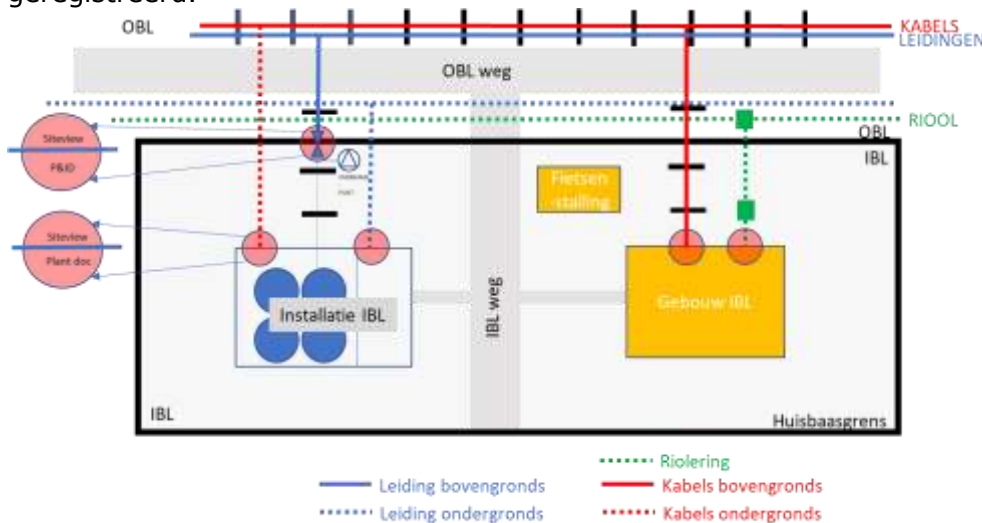 geregistreerd.
OBL
KABELS
LEIDINGEN
OBL weg
RIOOL
OBL
IBL
Siteview
P&ID
Fietsen
-stalling
Siteview
Plant doc
Installatie IBL
IBL weg
Gebouw IBL
IBL
Huisbaasgrens
Riolering
Leiding bovengronds
Kabels bovengronds
Leiding ondergronds
Kabels ondergronds